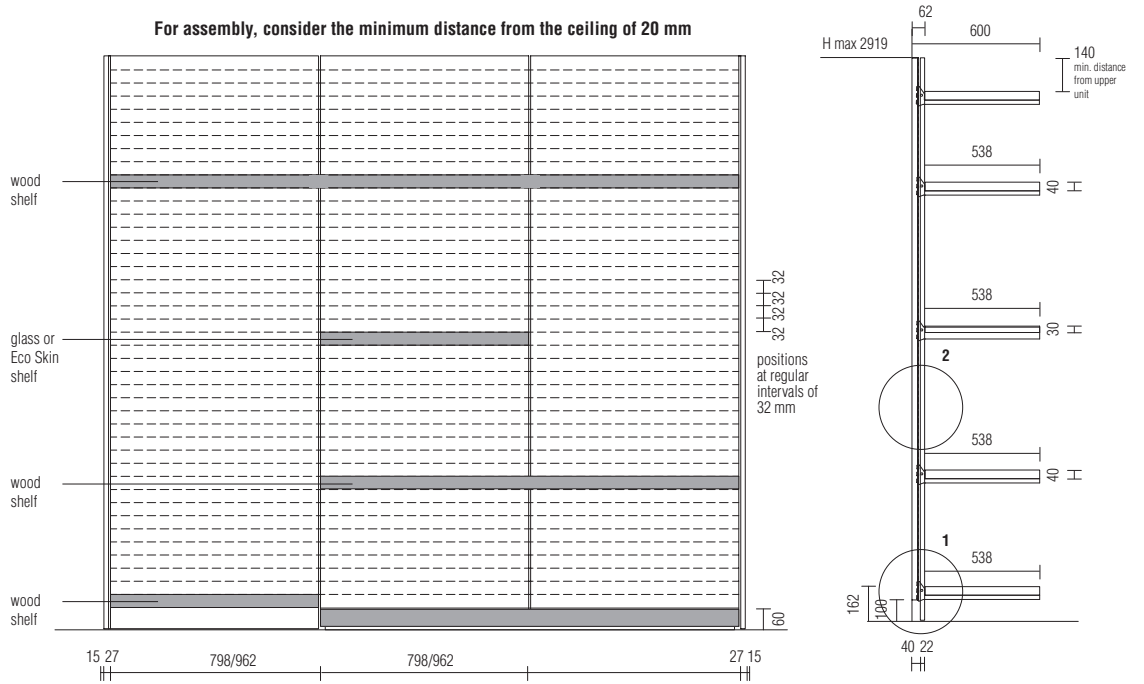 For assembly, consider the minimum distance from the ceiling of 20 mm
wood
shelf
glass or
Eco Skin
shelf
wood
shelf
wood
shelf
32
32
32
32
positions
at regular
intervals of
32 mm
60
15 27
798/962
798/962
27 15
62
600
H max 2919
140
min. distance
from upper
unit
538
40
538
30
2
538
40
1
538
162
100
40 22